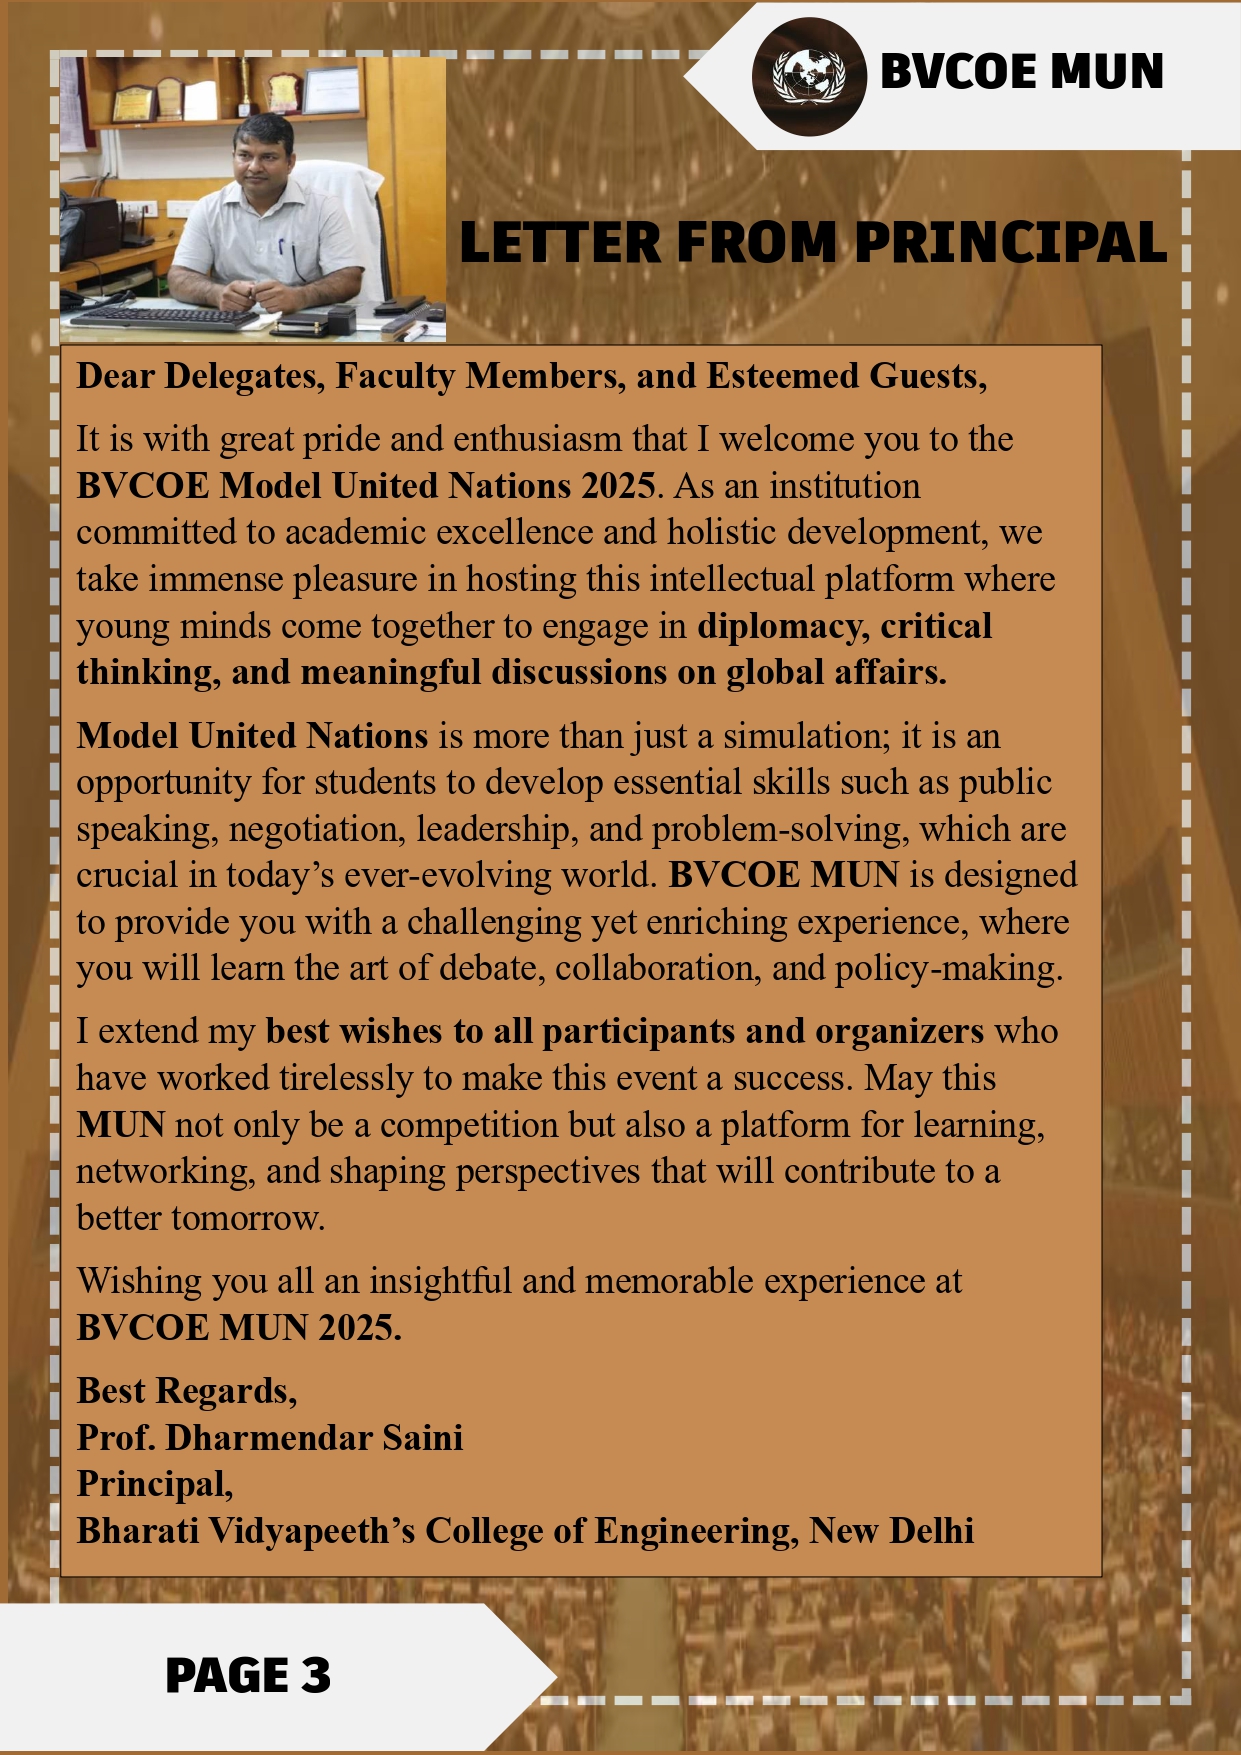 BVCOE MUN
LETTER FROM PRINCIPAL
Dear Delegates, Faculty Members, and Esteemed Guests,
It is with great pride and enthusiasm that I welcome you to the
BVCOE Model United Nations 2025. As an institution
committed to academic excellence and holistic development, we
take immense pleasure in hosting this intellectual platform where
young minds come together to engage in diplomacy, critical
thinking, and meaningful discussions on global affairs.
Model United Nations is more than just a simulation; it is an
opportunity for students to develop essential skills such as public
speaking, negotiation, leadership, and problem-solving, which are
crucial in today’s ever-evolving world. BVCOE MUN is designed
to provide you with a challenging yet enriching experience, where
you will learn the art of debate, collaboration, and policy-making.
I extend my best wishes to all participants and organizers who
have worked tirelessly to make this event a success. May this
MUN not only be a competition but also a platform for learning,
networking, and shaping perspectives that will contribute to a
better tomorrow.
Wishing you all an insightful and memorable experience at
BVCOE MUN 2025.
Best Regards,
Prof. Dharmendar Saini
Principal,
Bharati Vidyapeeth’s College of Engineering, New Delhi
PAGE 3